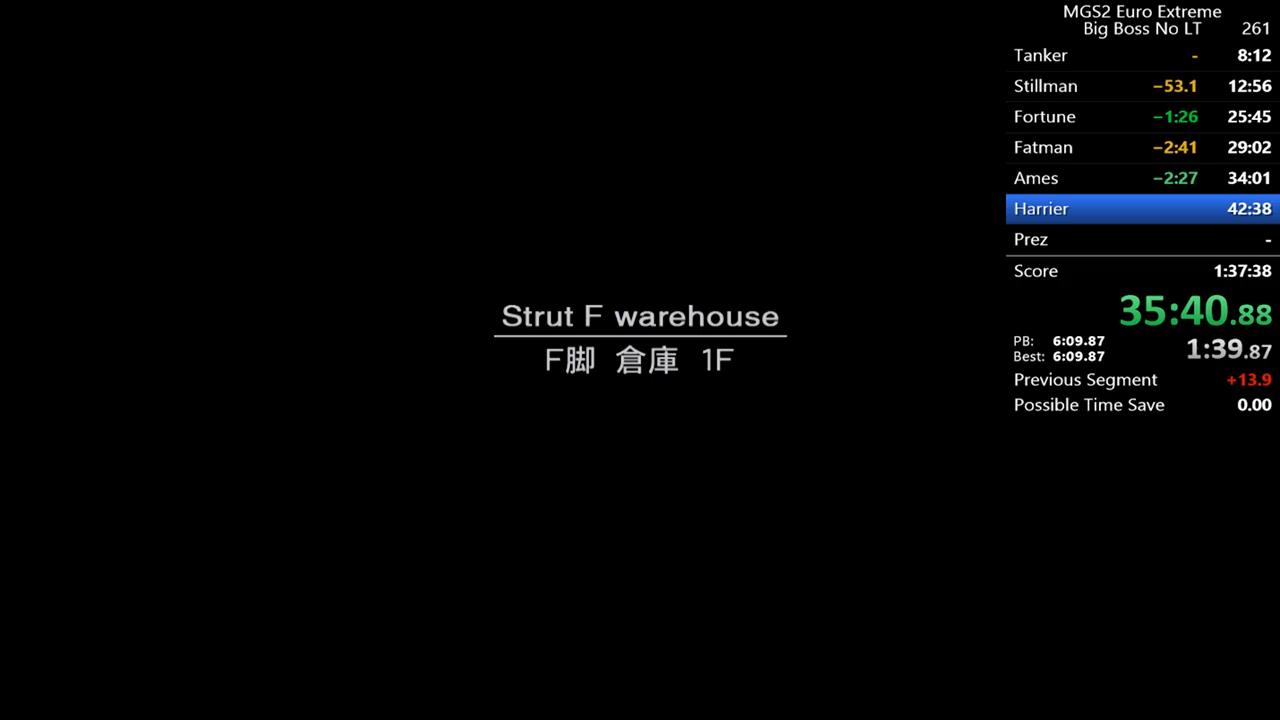 Strut F warehouse
F脚 倉庫 1F
MGS2 Euro Extreme
Big Boss No LT 261
Tanker - 8:12
Stillman −53.1 12:56
Fortune −1:26 25:45
Fatman −2:41 29:02
Ames −2:27 34:01
Harrier 42:38
Prez -
Score 1:37:38
35:40.88
PB: 6:09.87
Best: 6:09.87
1:39.87
Previous Segment +13.9
Possible Time Save 0.00